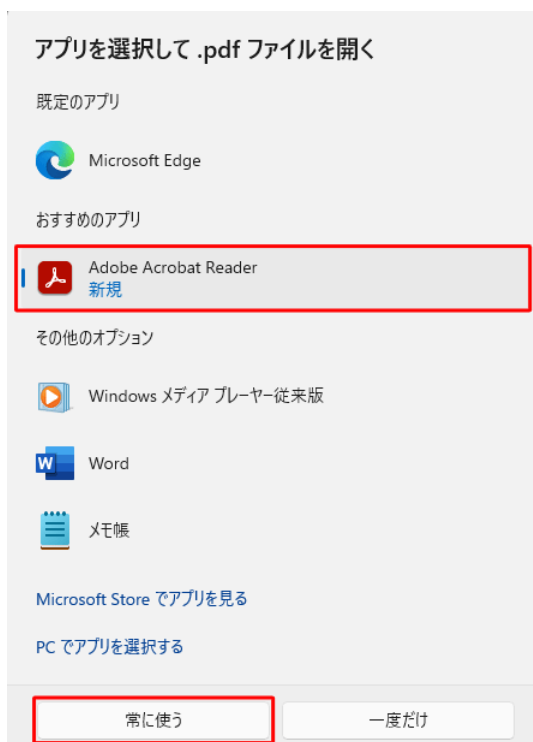 アプリを選択して .pdf ファイルを開く
既定のアプリ
Microsoft Edge
おすすめのアプリ
Adobe Acrobat Reader
新規
その他のオプション
Windows メディア プレーヤー従来版
W Word
メモ帳
Microsoft Store でアプリを見る
PC でアプリを選択する
常に使う
一度だけ